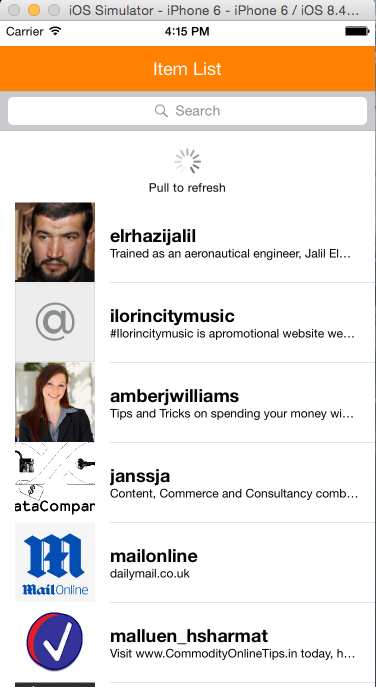 iOS Simulator - iPhone 6 - iPhone 6 / iOS 8.4...
Carrier 4:15 PM
Item List
Search
Pull to refresh
elrhazijalil
Trained as an aeronautical engineer, Jalil El...
@
ilorincitymusic
#Ilorincitymusic is apromotional website we...
amberjwilliams
Tips and Tricks on spending your money wi...
$
ataCompan
janssja
Content, Commerce and Consultancy comb...
M
Mail Online
mailonline
dailymail.co.uk
malluen_hsharmat
Visit www.CommodityOnlineTips.in today, h...